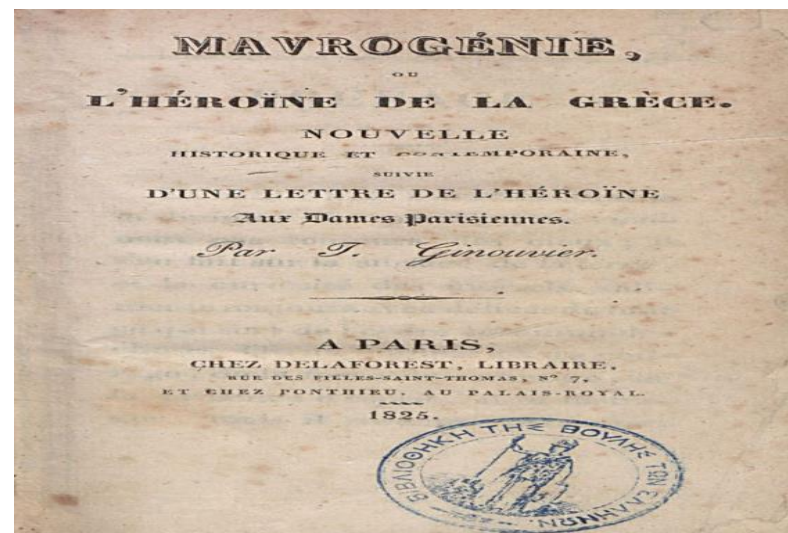 MAVROGÉNIE,
OU
L'HÉROÏNE DE LA GRÈCE.
NOUVELLE
HISTORIQUE ET CONTEMPORAINE,
SUIVIE
D'UNE LETTRE DE L'HÉROÏNE
Aux Dames Parisiennes.
Par T. Ginouvier.
A PARIS,
CHEZ DELAFOREST, LIBRAIRE,
RUE DES FILLES-SAINT-THOMAS, Nº 7,
ET CHEZ PONTHIEU, AU PALAIS-ROYAL.
1825.
ΒΙΒΛΙΟΘΗΚΗ ΤΗΣ ΒΟΥΛΗΣ ΤΩΝ ΕΛΛΗΝΩΝ.